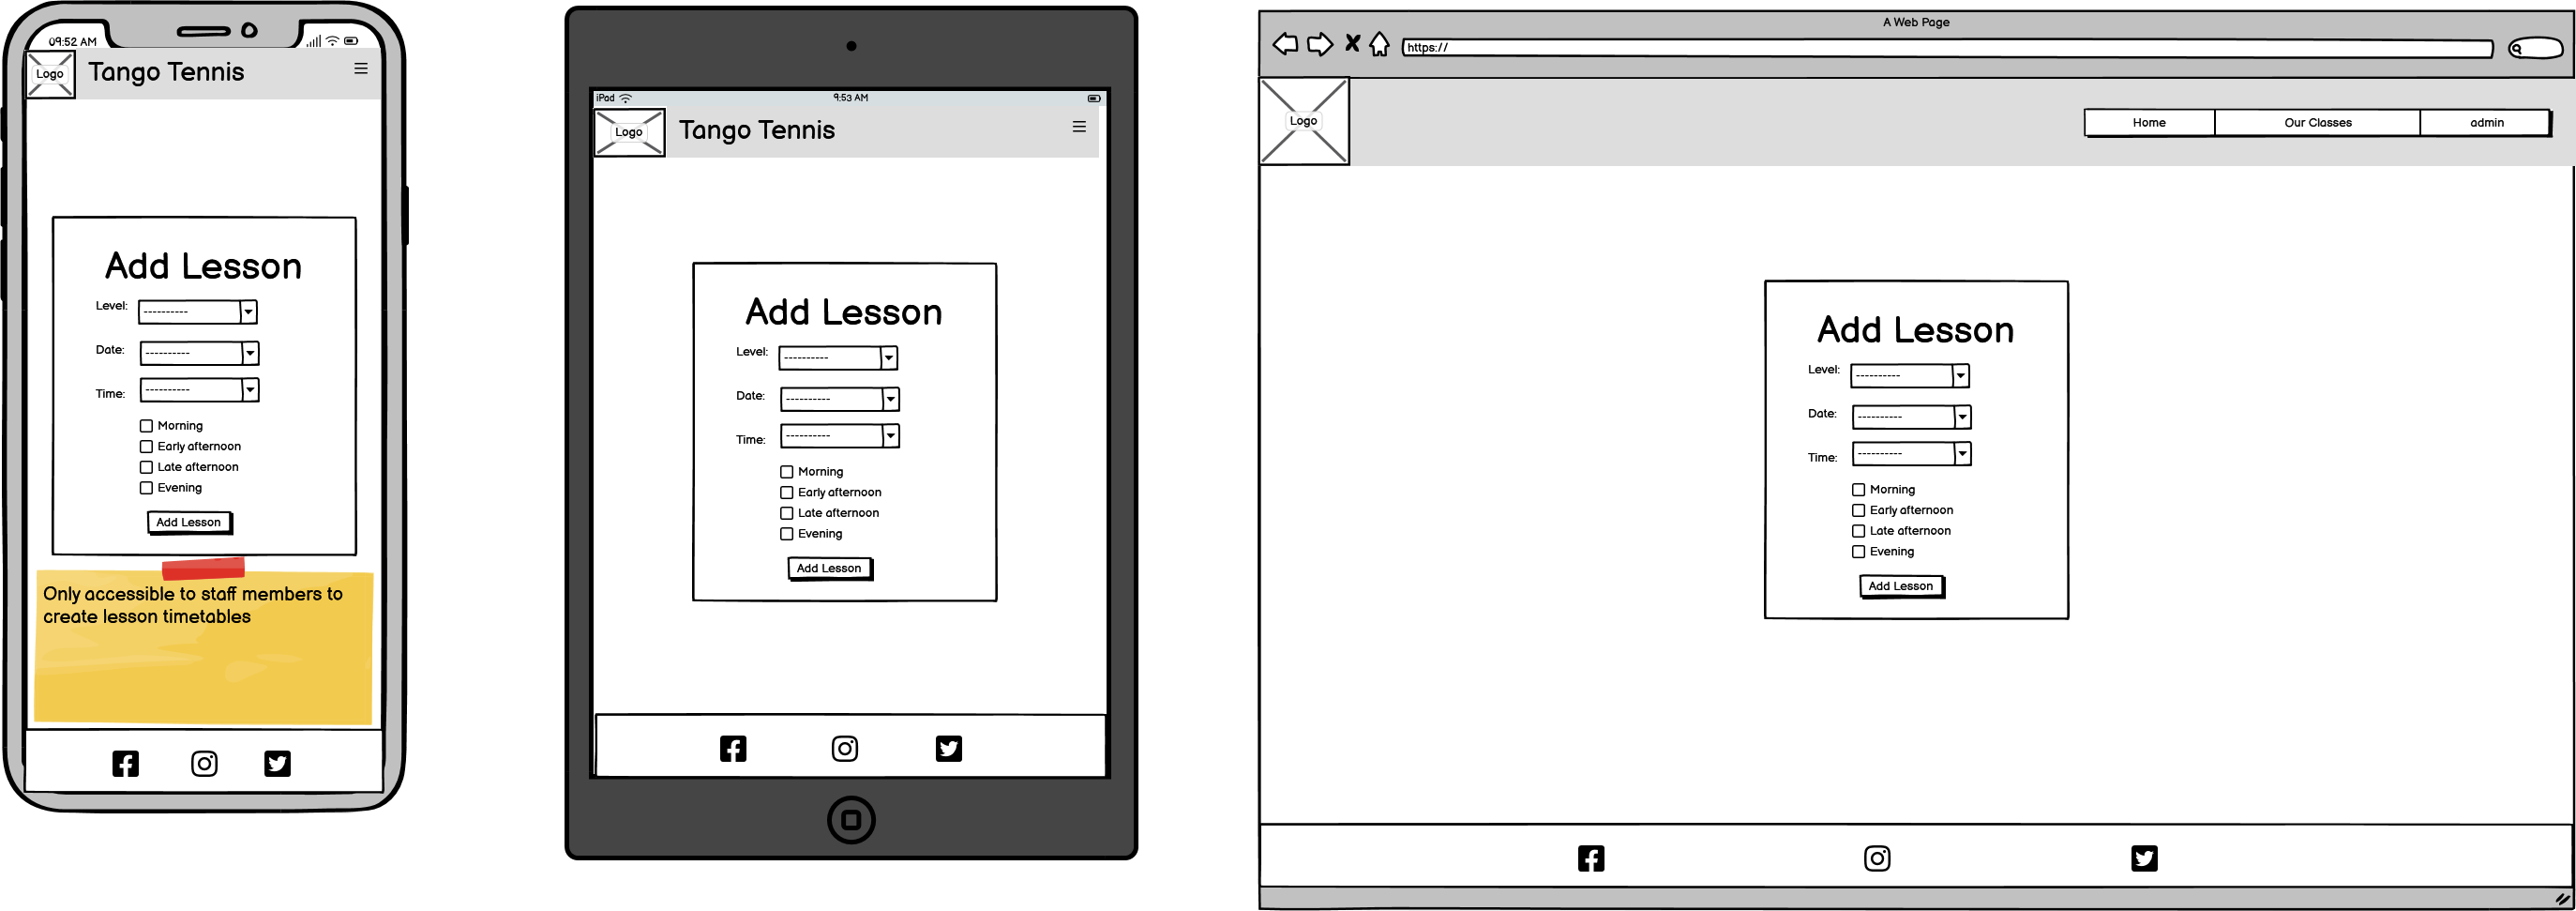 09:52 AM
Logo
Tango Tennis
Add Lesson
Level:
----------
Date:
----------
Time:
----------
Morning
Early afternoon
Late afternoon
Evening
Add Lesson
Only accessible to staff members to
create lesson timetables
iPad
9:53 AM
Logo
Tango Tennis
Add Lesson
Level:
----------
Date:
----------
Time:
----------
Morning
Early afternoon
Late afternoon
Evening
Add Lesson
A Web Page
https://
Logo
Home
Our Classes
admin
Add Lesson
Level:
----------
Date:
----------
Time:
----------
Morning
Early afternoon
Late afternoon
Evening
Add Lesson